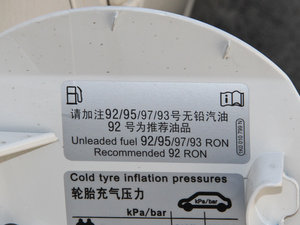 请加注92/95/97/93号无铅汽油
92 号为推荐油品
Unleaded fuel 92/95/97/93 RON
Recommended 92 RON
Cold tyre inflation pressures
轮胎充气压力
kPa/bar
kPa/bar
kPa/bar